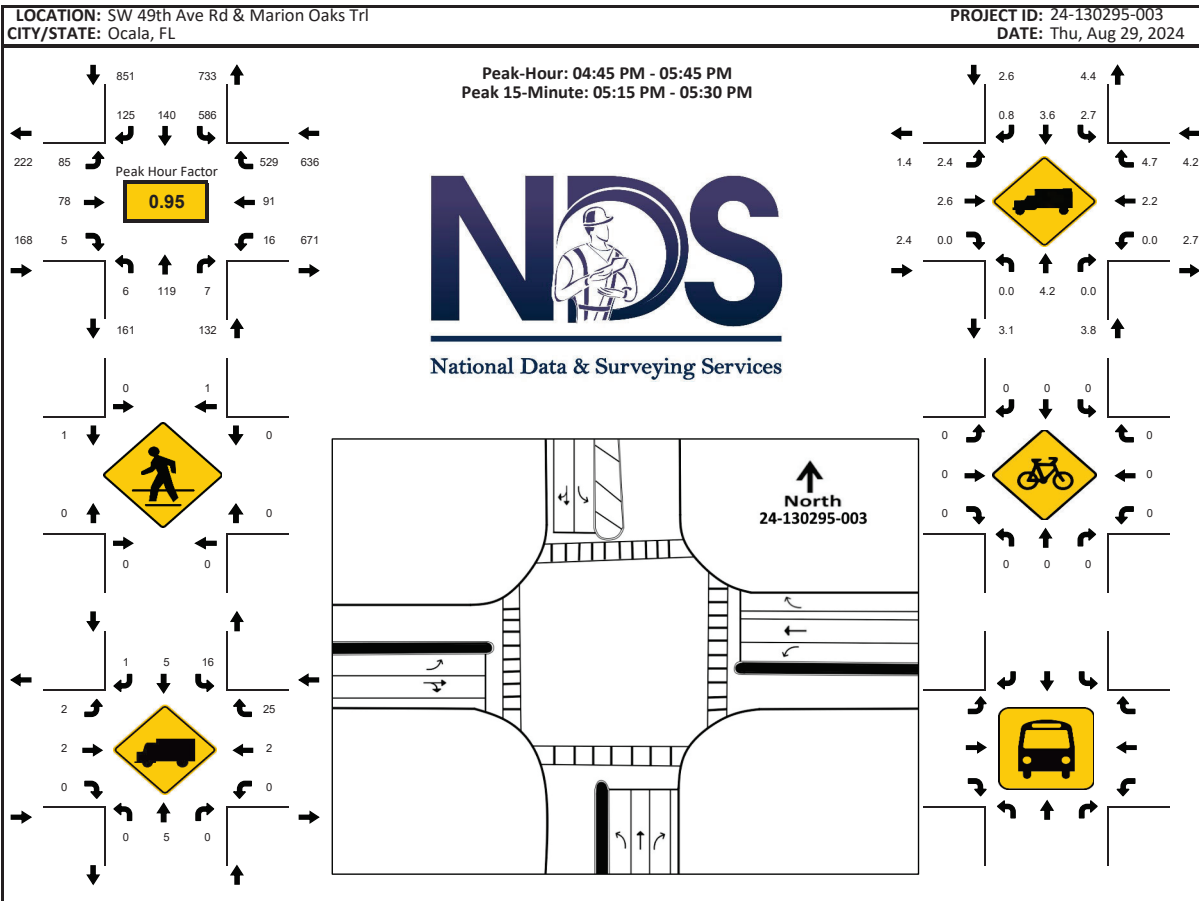 LOCATION: SW 49th Ave Rd & Marion Oaks Trl
PROJECT ID: 24-130295-003
CITY/STATE: Ocala, FL
DATE: Thu, Aug 29, 2024
Peak-Hour: 04:45 PM - 05:45 PM
Peak 15-Minute: 05:15 PM - 05:30 PM
851 733
125 140 586
222 85 529 636
Peak Hour Factor
78 0.95 91
168 5 16 671
6 119 7
161 132
2.6 4.4
0.8 3.6 2.7
1.4 2.4 4.7 4.2
2.6 2.2
2.4 0.0 0.0 2.7
0.0 4.2 0.0
3.1 3.8
NDS
National Data & Surveying Services
0 1
1 0
0 0
0 0
0 0 0
0 0
0 0
0 0
0 0 0
North
24-130295-003
1 5 16
2 25
2 2
0 0
0 5 0